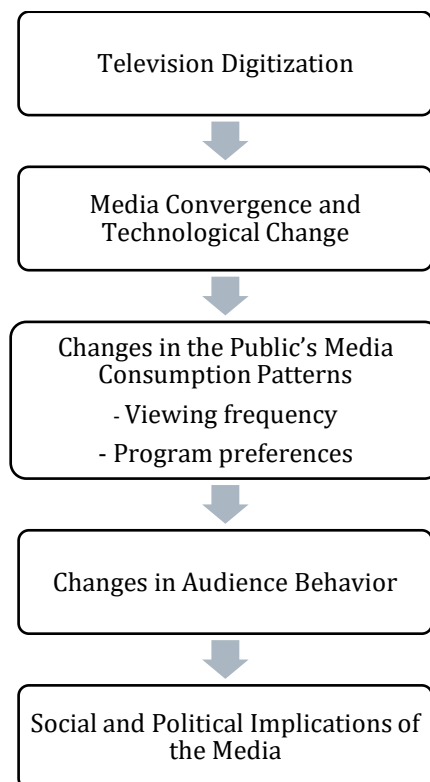 Television Digitization
Media Convergence and
Technological Change
Changes in the Public’s Media
Consumption Patterns
- Viewing frequency
- Program preferences
Changes in Audience Behavior
Social and Political Implications of
the Media